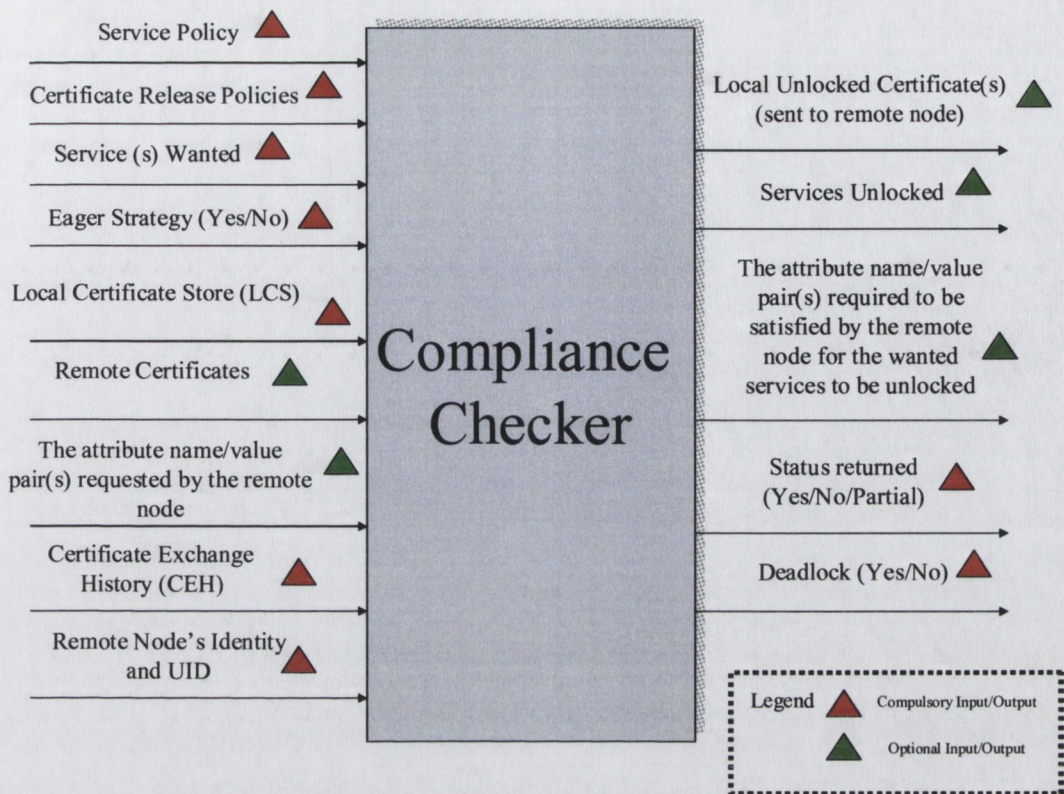 Service Policy
Certificate Release Policies
Service (s) Wanted
Eager Strategy (Yes/No)
Local Certificate Store (LCS)
Remote Certificates
The attribute name/value
pair(s) requested by the remote
node
Certificate Exchange
History (CEH)
Remote Node's Identity
and UID
Compliance
Checker
Local Unlocked Certificate(s)
(sent to remote node)
Services Unlocked
The attribute name/value
pair(s) required to be
satisfied by the remote
node for the wanted
services to be unlocked
Status returned
(Yes/No/Partial)
Deadlock (Yes/No)
Legend
Compulsory Input/Output
Optional Input/Output